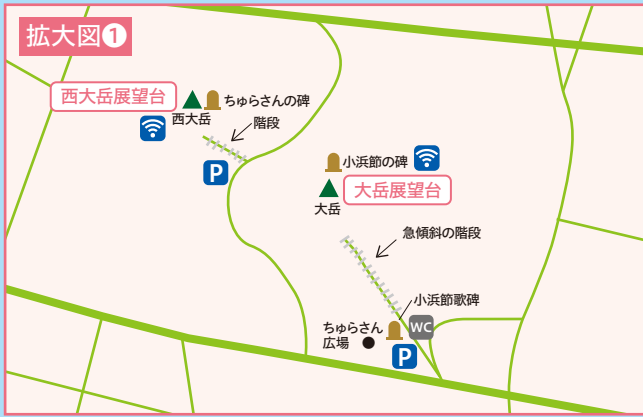 拡大図❶
西大岳展望台
西大岳
ちゅらさんの碑
階段
P
小浜節の碑
大岳展望台
大岳
急傾斜の階段
小浜節歌碑
ちゅらさん
広場
WC
P